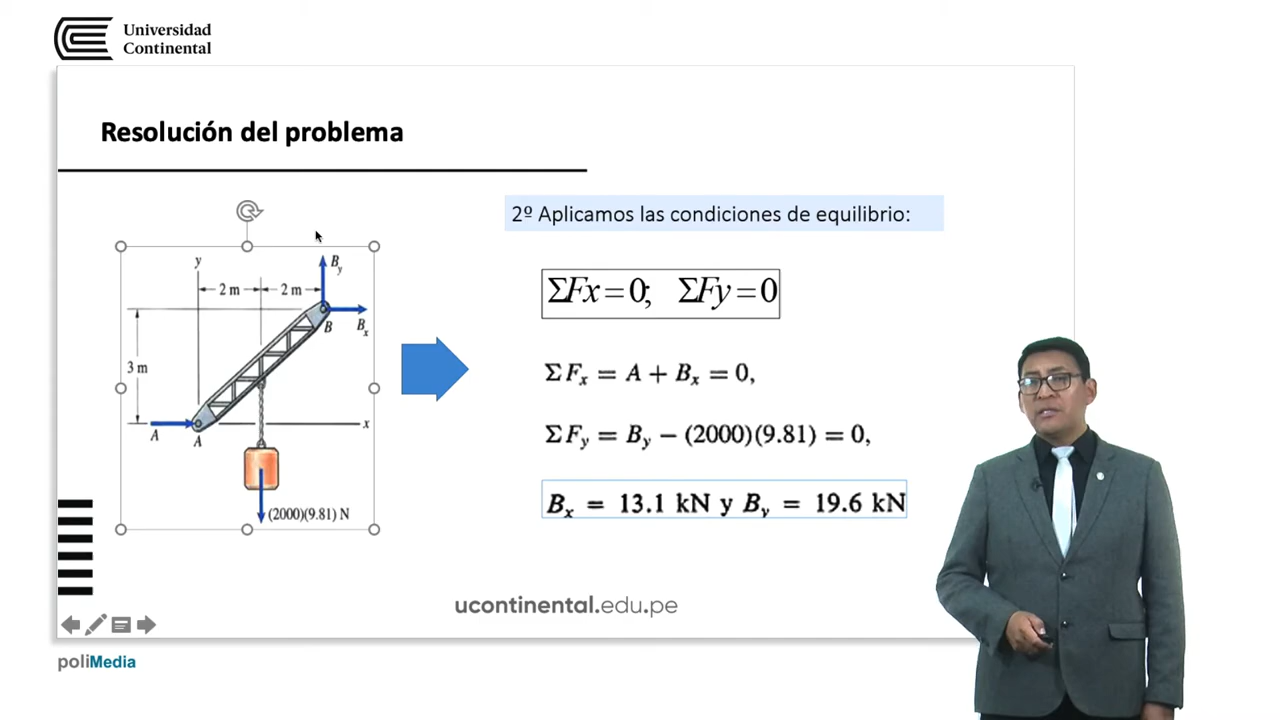 Universidad
Continental
Resolución del problema
2º Aplicamos las condiciones de equilibrio:
y
2 m
2 m
B_y
B
B_x
3 m
A
A
x
(2000)(9.81) N
ΣFx=0; ΣFy=0
ΣF_x = A + B_x = 0,
ΣF_y = B_y − (2000)(9.81) = 0,
B_x = 13.1 kN y B_y = 19.6 kN
ucontinental.edu.pe
poliMedia